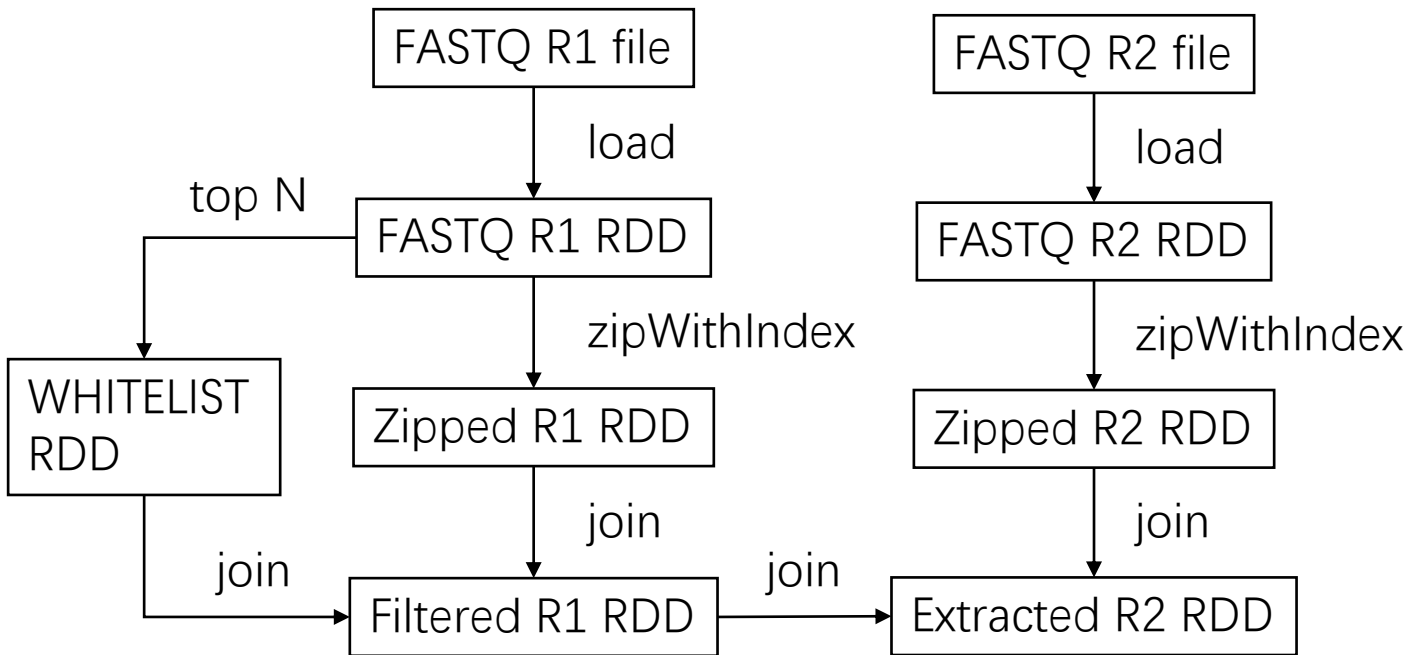 FASTQ R1 file
FASTQ R2 file
load
load
top N
FASTQ R1 RDD
FASTQ R2 RDD
zipWithIndex
zipWithIndex
WHITELIST
RDD
Zipped R1 RDD
Zipped R2 RDD
join
join
join
join
Filtered R1 RDD
Extracted R2 RDD